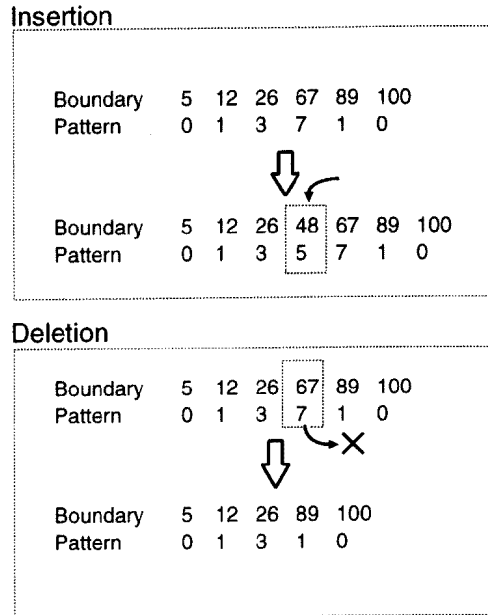 Insertion
Boundary 5 12 26 67 89 100
Pattern 0 1 3 7 1 0
Boundary 5 12 26 48 67 89 100
Pattern 0 1 3 5 7 1 0
Deletion
Boundary 5 12 26 67 89 100
Pattern 0 1 3 7 1 0
Boundary 5 12 26 89 100
Pattern 0 1 3 1 0